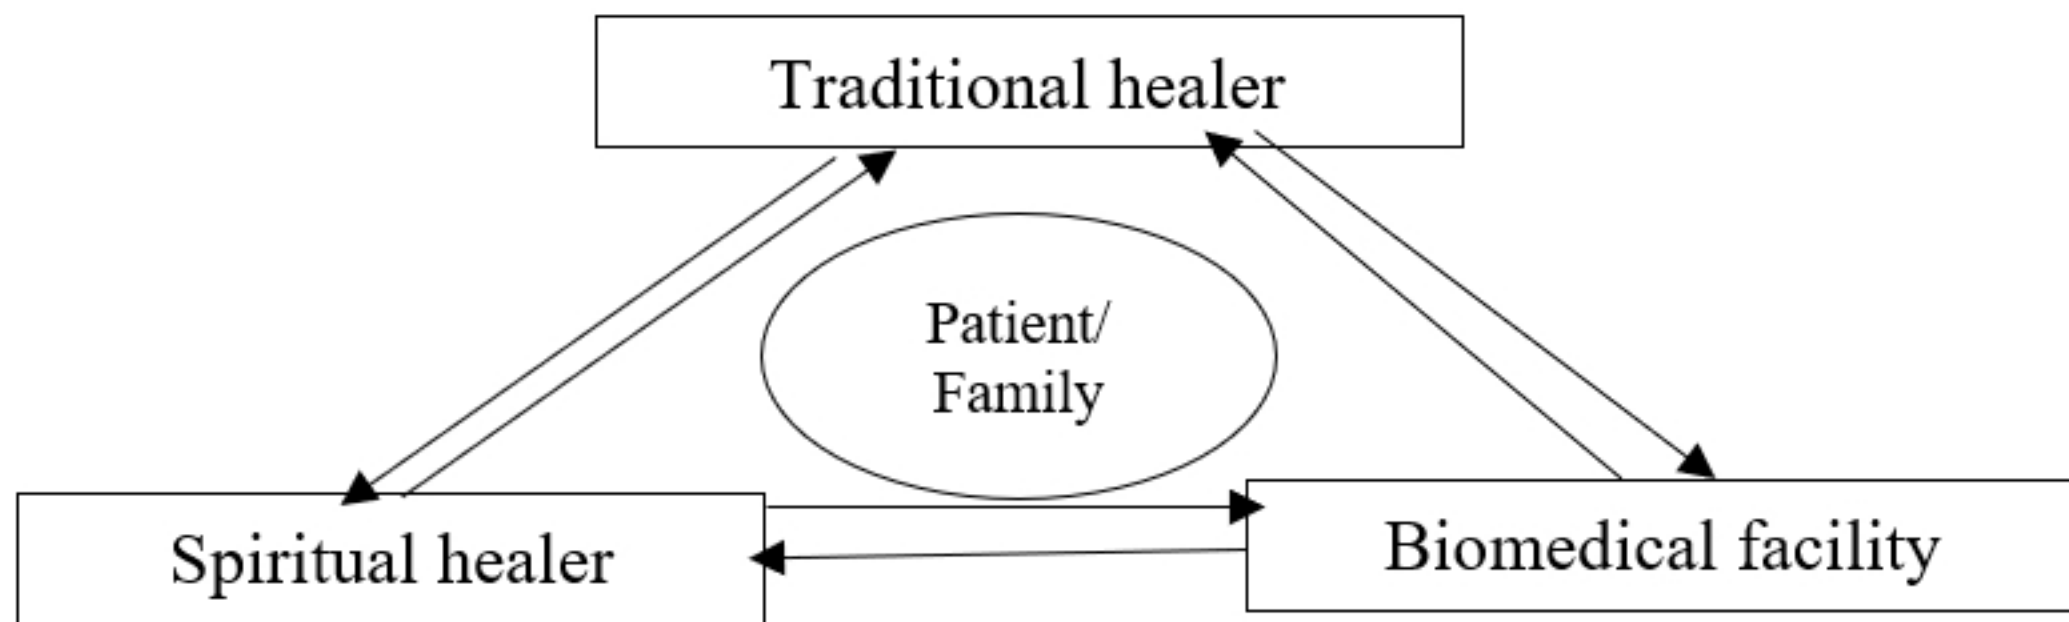 Traditional healer
Patient/
Family
Spiritual healer
Biomedical facility